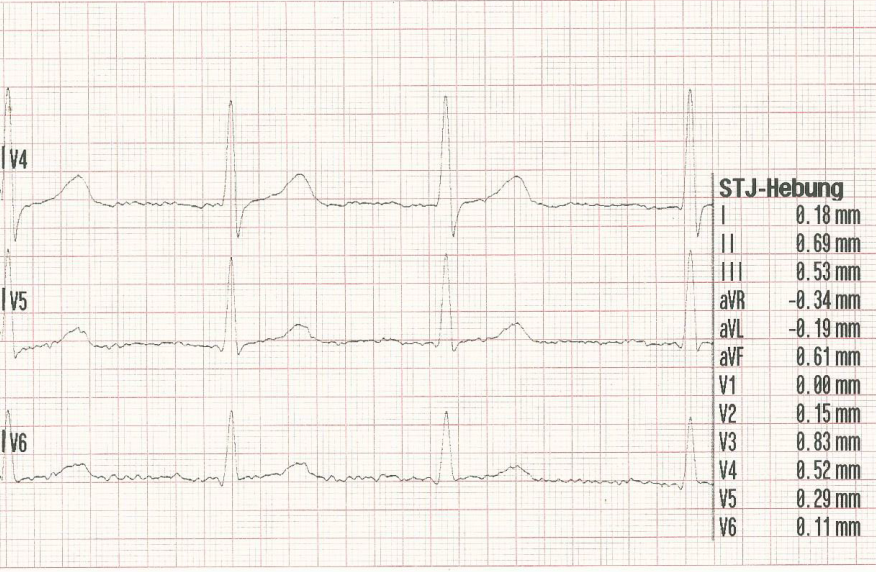 V4
V5
V6
STJ-Hebung
I 0.18 mm
II 0.69 mm
III 0.53 mm
aVR -0.34 mm
aVL -0.19 mm
aVF 0.61 mm
V1 0.00 mm
V2 0.15 mm
V3 0.83 mm
V4 0.52 mm
V5 0.29 mm
V6 0.11 mm